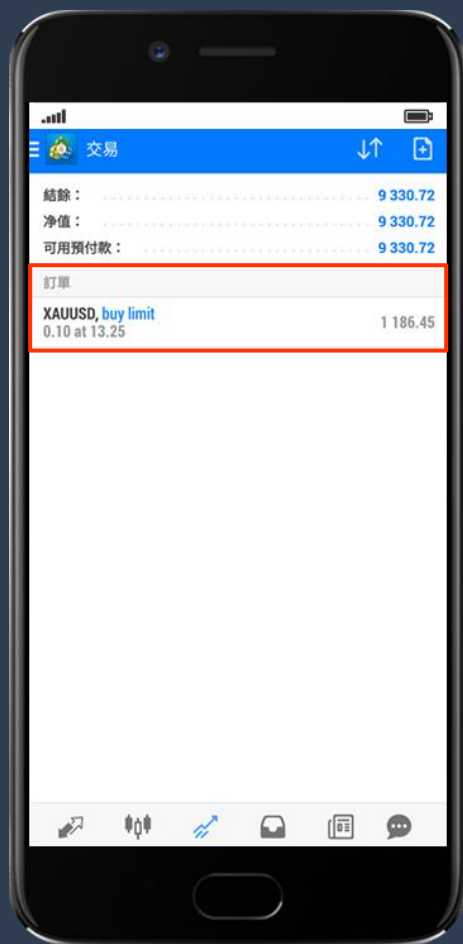 交易
結餘： 9 330.72
净值： 9 330.72
可用預付款： 9 330.72
訂單
XAUUSD, buy limit
0.10 at 13.25 1 186.45